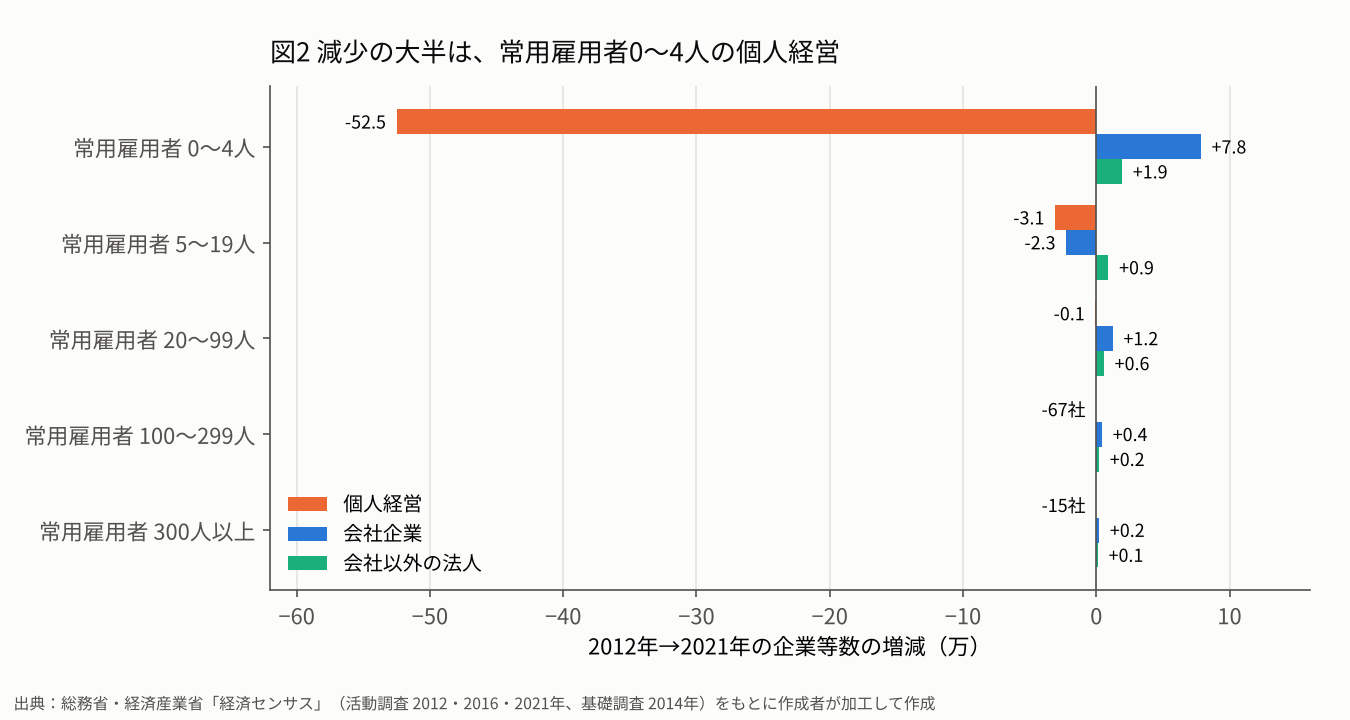 図2 減少の大半は、常用雇用者0〜4人の個人経営
常用雇用者 0〜4人
-52.5
+7.8
+1.9
常用雇用者 5〜19人
-3.1
-2.3
+0.9
常用雇用者 20〜99人
-0.1
+1.2
+0.6
常用雇用者 100〜299人
-67社
+0.4
+0.2
常用雇用者 300人以上
-15社
+0.2
+0.1
個人経営
会社企業
会社以外の法人
−60 −50 −40 −30 −20 −10 0 10
2012年→2021年の企業等数の増減（万）
出典：総務省・経済産業省「経済センサス」（活動調査 2012・2016・2021年、基礎調査 2014年）をもとに作成者が加工して作成